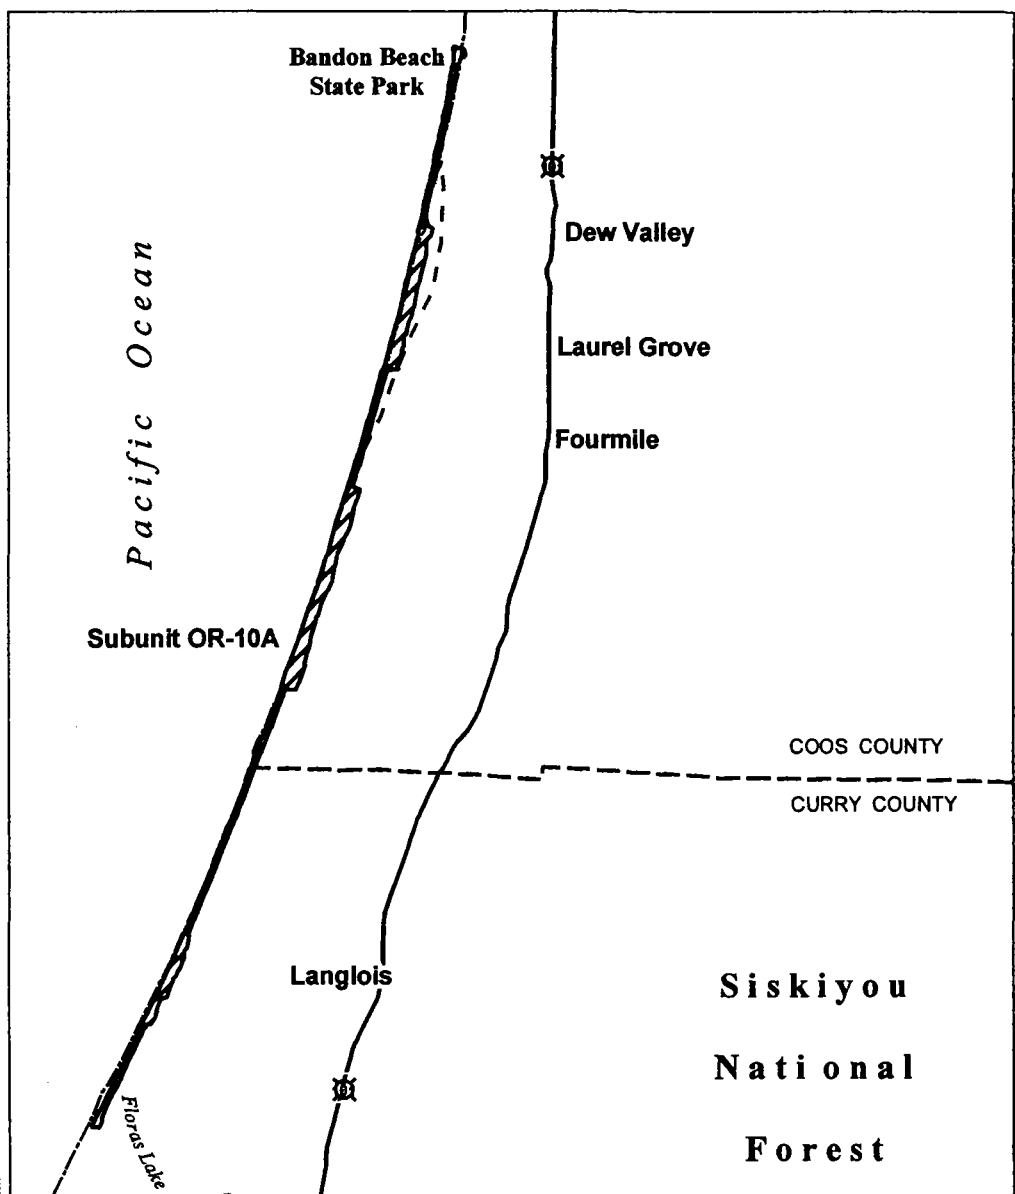 Bandon Beach
State Park
Dew Valley
Pacific Ocean
Laurel Grove
Fourmile
Subunit OR-10A
COOS COUNTY
CURRY COUNTY
Langlois
Siskiyou
National
Forest
Floras Lake